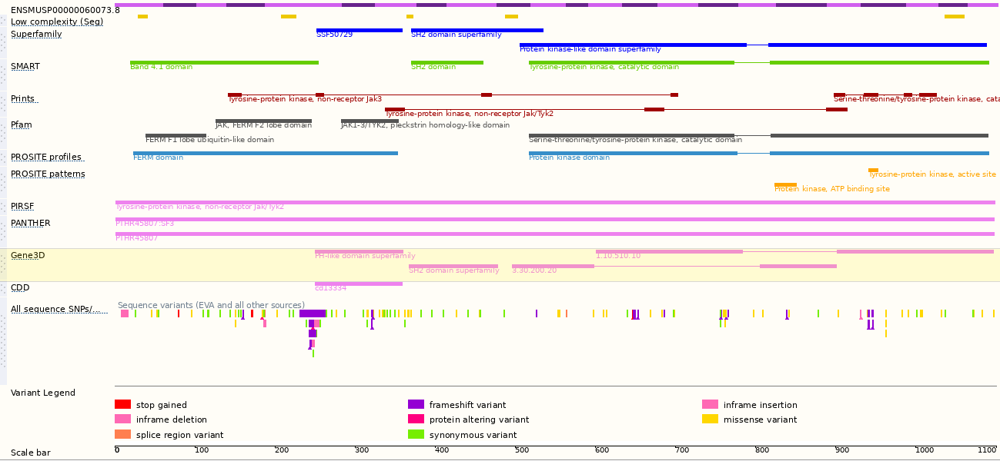 ENSMUSP00000060073.8
Low complexity (Seg)
Superfamily
SSF50729
SH2 domain superfamily
Protein kinase-like domain superfamily
SMART
Band 4.1 domain
SH2 domain
Tyrosine-protein kinase, catalytic domain
Prints
Tyrosine-protein kinase, non-receptor Jak3
Serine-threonine/tyrosine-protein kinase, cata
Tyrosine-protein kinase, non-receptor Jak/Tyk2
Pfam
JAK, FERM F2 lobe domain
JAK1-3/TYK2, pleckstrin homology-like domain
FERM F1 lobe ubiquitin-like domain
Serine-threonine/tyrosine-protein kinase, catalytic domain
PROSITE profiles
FERM domain
Protein kinase domain
PROSITE patterns
Tyrosine-protein kinase, active site
Protein kinase, ATP binding site
PIRSF
Tyrosine-protein kinase, non-receptor Jak/Tyk2
PANTHER
PTHR45807:SF3
PTHR45807
Gene3D
PH-like domain superfamily
1.10.510.10
SH2 domain superfamily
3.30.200.20
CDD
cd13334
Sequence variants (EVA and all other sources)
All sequence SNPs/...
Variant Legend
stop gained
frameshift variant
inframe insertion
inframe deletion
protein altering variant
missense variant
splice region variant
synonymous variant
Scale bar
0 100 200 300 400 500 600 700 800 900 1000 1100